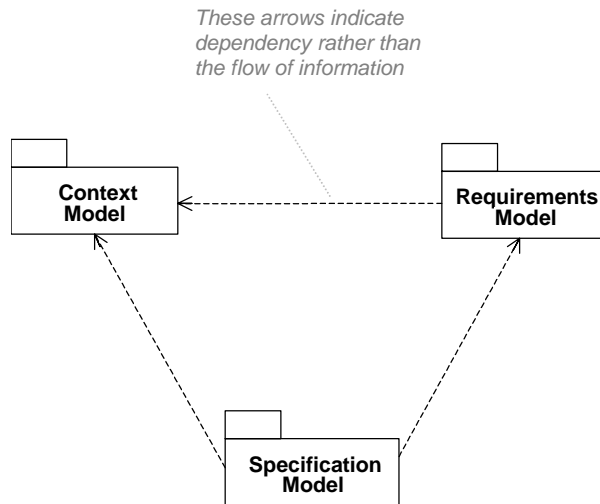 These arrows indicate
dependency rather than
the flow of information
Context
Model
Requirements
Model
Specification
Model